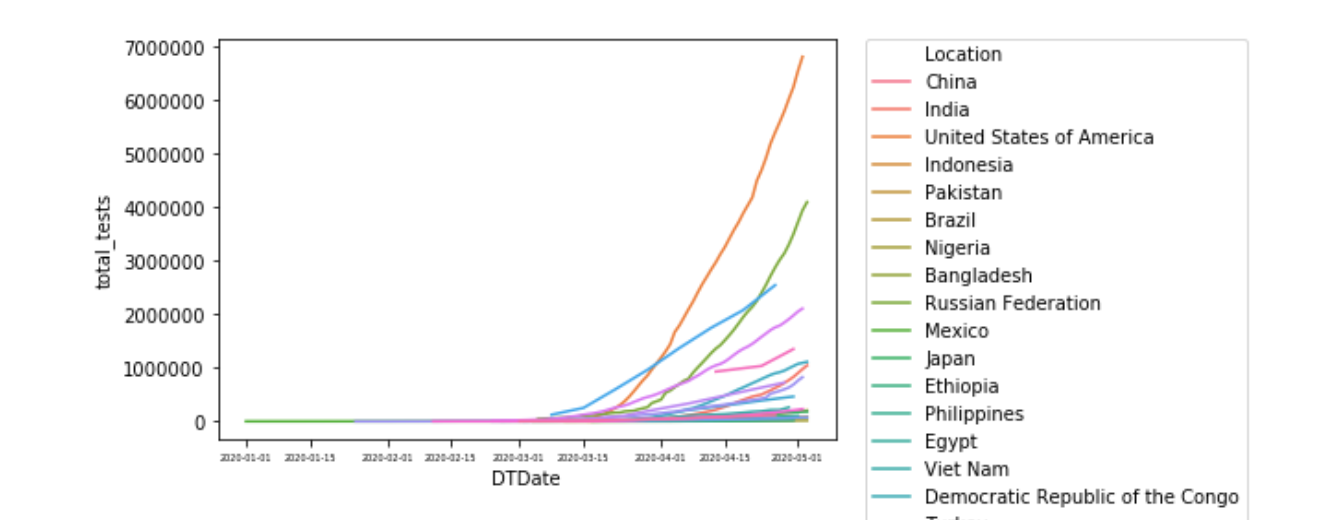 7000000
6000000
5000000
4000000
3000000
2000000
1000000
0
total_tests
2020-01-01 2020-01-15 2020-02-01 2020-02-15 2020-03-01 2020-03-15 2020-04-01 2020-04-15 2020-05-01
DTDate
Location
China
India
United States of America
Indonesia
Pakistan
Brazil
Nigeria
Bangladesh
Russian Federation
Mexico
Japan
Ethiopia
Philippines
Egypt
Viet Nam
Democratic Republic of the Congo